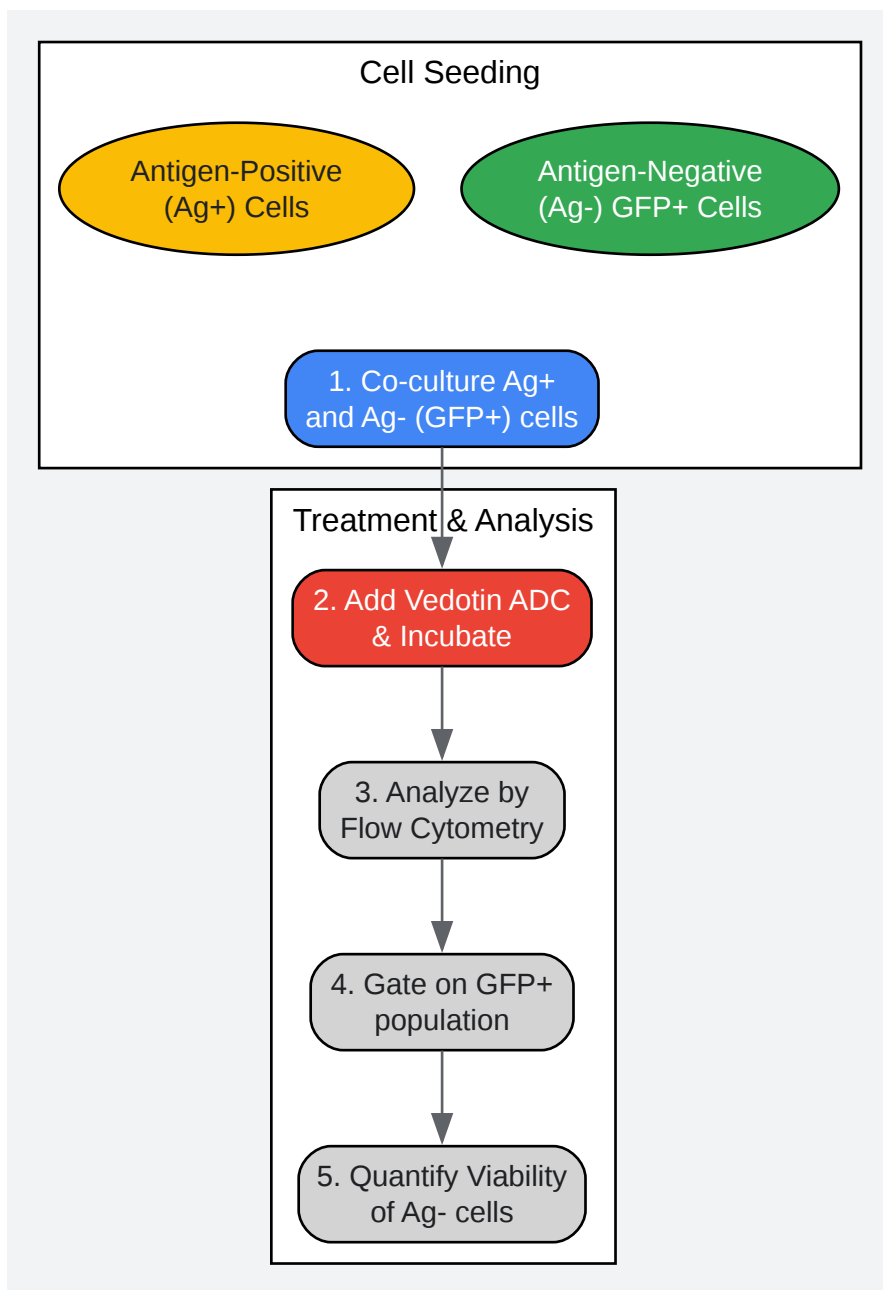 Cell Seeding
Antigen-Positive
(Ag+) Cells
Antigen-Negative
(Ag-) GFP+ Cells
1. Co-culture Ag+
and Ag- (GFP+) cells
Treatment & Analysis
2. Add Vedotin ADC
& Incubate
3. Analyze by
Flow Cytometry
4. Gate on GFP+
population
5. Quantify Viability
of Ag- cells